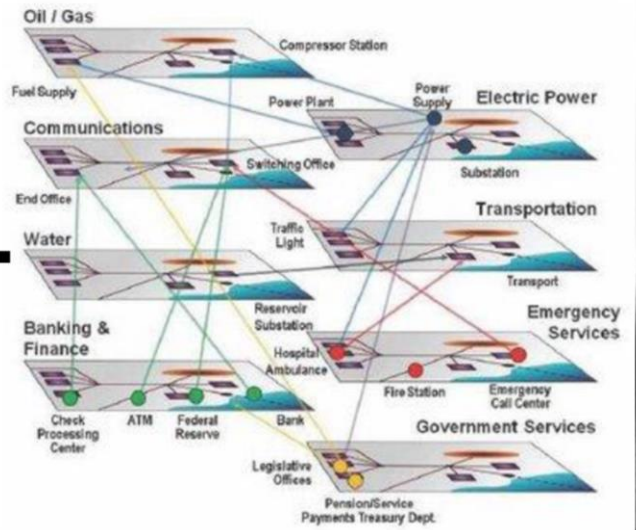 Oil / Gas
Compressor Station
Fuel Supply
Power Plant
Power
Supply
Electric Power
Substation
Communications
Switching Office
End Office
Transportation
Traffic
Light
Transport
Water
Reservoir
Substation
Emergency
Services
Hospital
Ambulance
Fire Station
Emergency
Call Center
Banking &
Finance
Check
Processing
Center
ATM
Federal
Reserve
Bank
Government Services
Legislative
Offices
Pension/Service
Payments Treasury Dept.